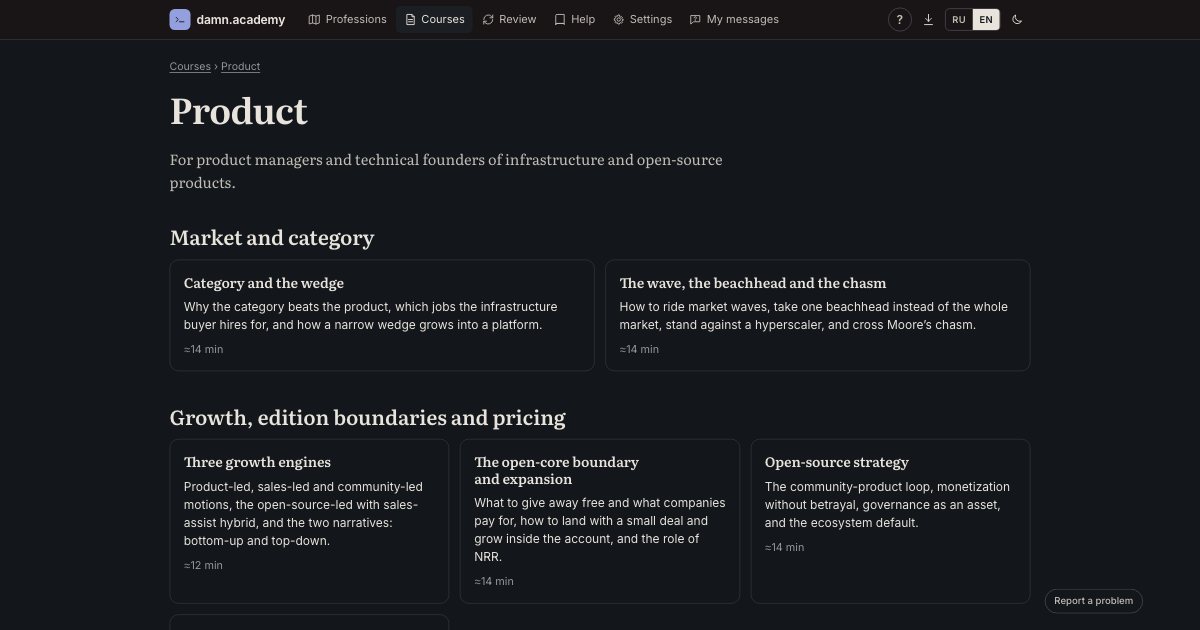 damn.academy
Professions
Courses
Review
Help
Settings
My messages
?
RU
EN
Courses › Product
Product
For product managers and technical founders of infrastructure and open-source
products.
Market and category
Category and the wedge
Why the category beats the product, which jobs the infrastructure
buyer hires for, and how a narrow wedge grows into a platform.
≈14 min
The wave, the beachhead and the chasm
How to ride market waves, take one beachhead instead of the whole
market, stand against a hyperscaler, and cross Moore’s chasm.
≈14 min
Growth, edition boundaries and pricing
Three growth engines
Product-led, sales-led and community-led
motions, the open-source-led with sales-
assist hybrid, and the two narratives:
bottom-up and top-down.
≈12 min
The open-core boundary
and expansion
What to give away free and what companies
pay for, how to land with a small deal and
grow inside the account, and the role of
NRR.
≈14 min
Open-source strategy
The community-product loop, monetization
without betrayal, governance as an asset,
and the ecosystem default.
≈14 min
Report a problem